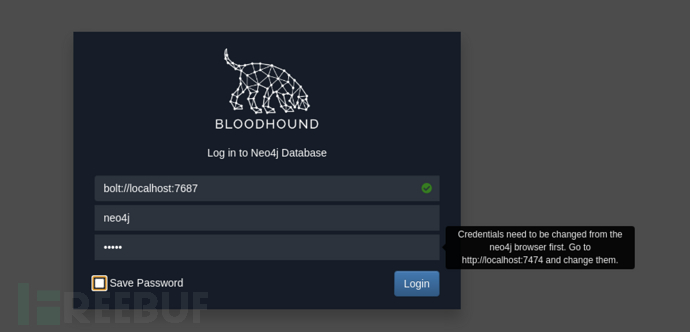 BLOODHOUND
Log in to Neo4j Database
bolt://localhost:7687
neo4j
•••••
Credentials need to be changed from the
neo4j browser first. Go to
http://localhost:7474 and change them.
Save Password
Login
FREEBUF